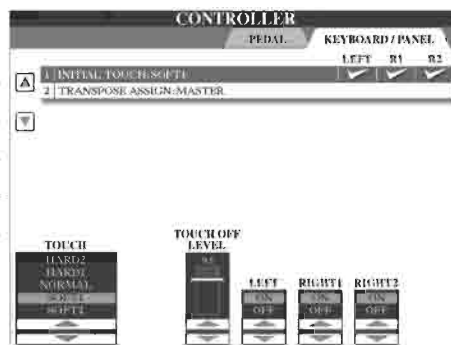 CONTROLLER
PEDAL KEYBOARD / PANEL
LEFT R1 R2
1 INITIAL TOUCH:SOFT1
2 TRANSPOSE ASSIGN:MASTER
TOUCH
HARD2
HARD1
NORMAL
SOFT1
SOFT2
TOUCH OFF
LEVEL
LEFT
ON
OFF
RIGHT1
ON
OFF
RIGHT2
ON
OFF